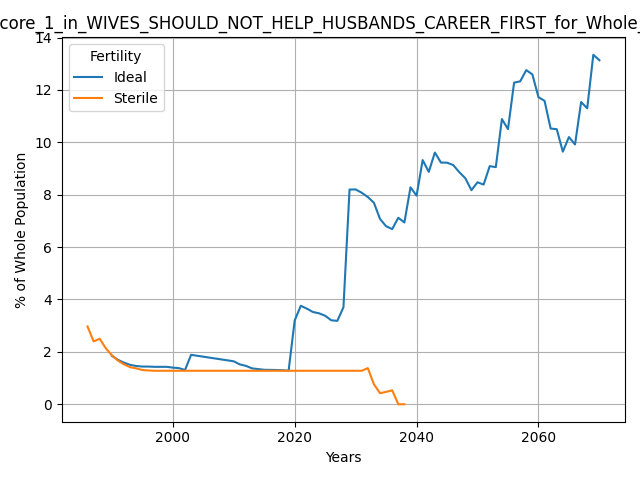 core_1_in_WIVES_SHOULD_NOT_HELP_HUSBANDS_CAREER_FIRST_for_Whole_
Fertility
Ideal
Sterile
% of Whole Population
14
12
10
8
6
4
2
0
2000 2020 2040 2060
Years